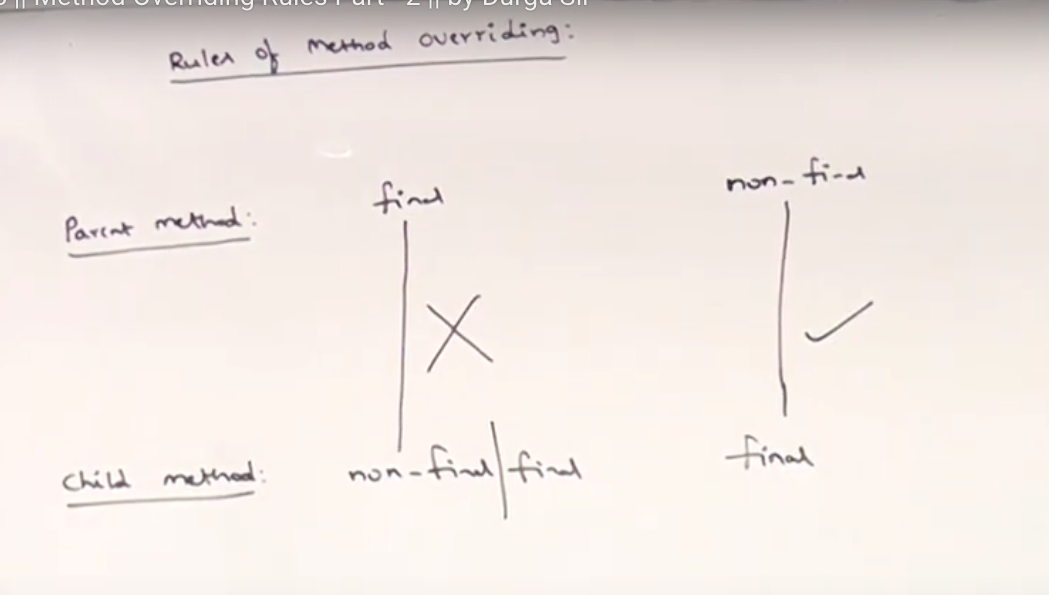 || Method Overriding Rules Part - 2 || by Durga Sir
Rules of Method overriding:
final
non-final
Parent method:
Child method:
non-final | final
final